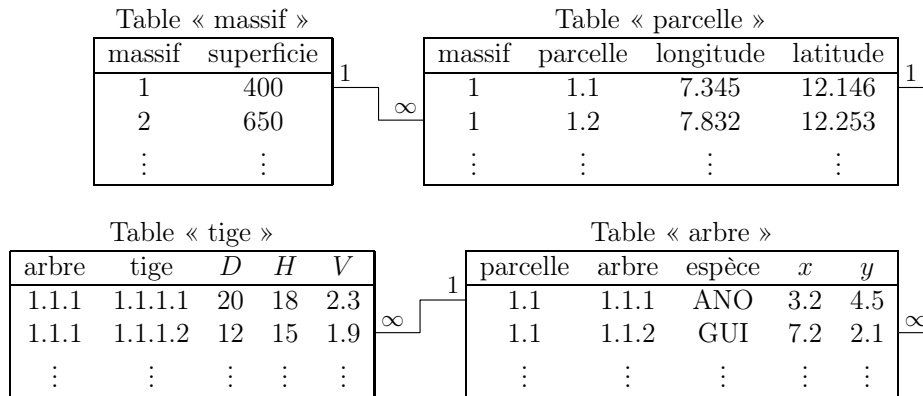 Table « massif »
massif superficie
1 400
2 650
⋮ ⋮
1
∞
Table « parcelle »
massif parcelle longitude latitude
1 1.1 7.345 12.146
1 1.2 7.832 12.253
⋮ ⋮ ⋮ ⋮
1
Table « tige »
arbre tige D H V
1.1.1 1.1.1.1 20 18 2.3
1.1.1 1.1.1.2 12 15 1.9
⋮ ⋮ ⋮ ⋮ ⋮
∞
1
Table « arbre »
parcelle arbre espèce x y
1.1 1.1.1 ANO 3.2 4.5
1.1 1.1.2 GUI 7.2 2.1
⋮ ⋮ ⋮ ⋮ ⋮
∞